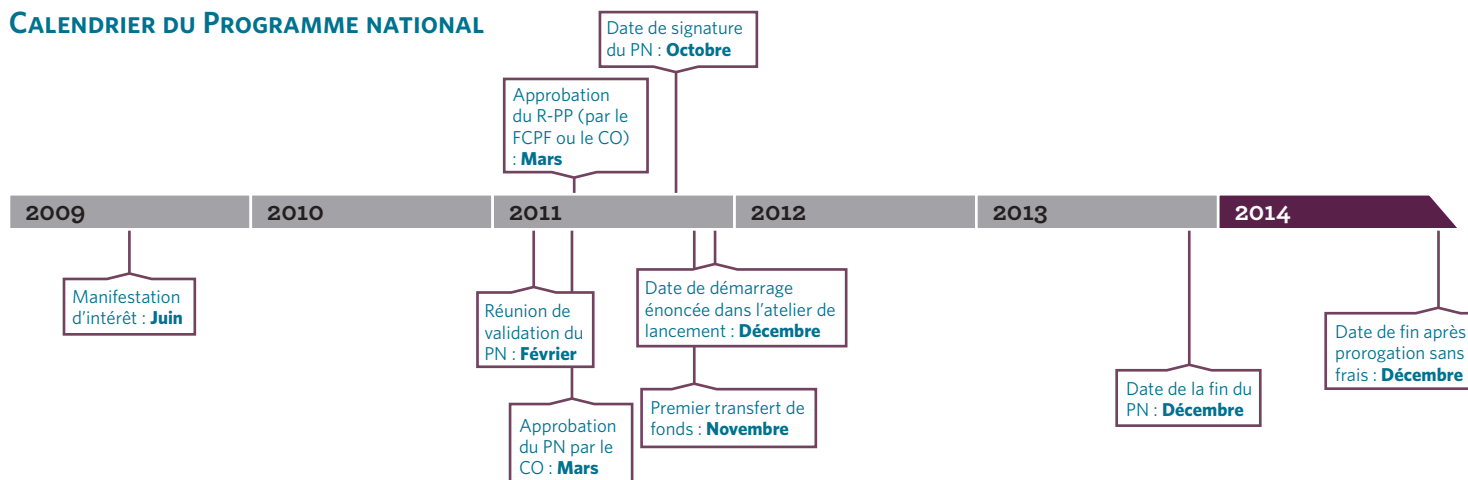 CALENDRIER DU PROGRAMME NATIONAL
Date de signature
du PN : Octobre
Approbation
du R-PP (par le
FCPF ou le CO)
: Mars
2009
2010
2011
2012
2013
2014
Manifestation
d'intérêt : Juin
Réunion de
validation du
PN : Février
Approbation
du PN par le
CO : Mars
Date de démarrage
énoncée dans l'atelier de
lancement : Décembre
Premier transfert de
fonds : Novembre
Date de la fin du
PN : Décembre
Date de fin après
prorogation sans
frais : Décembre